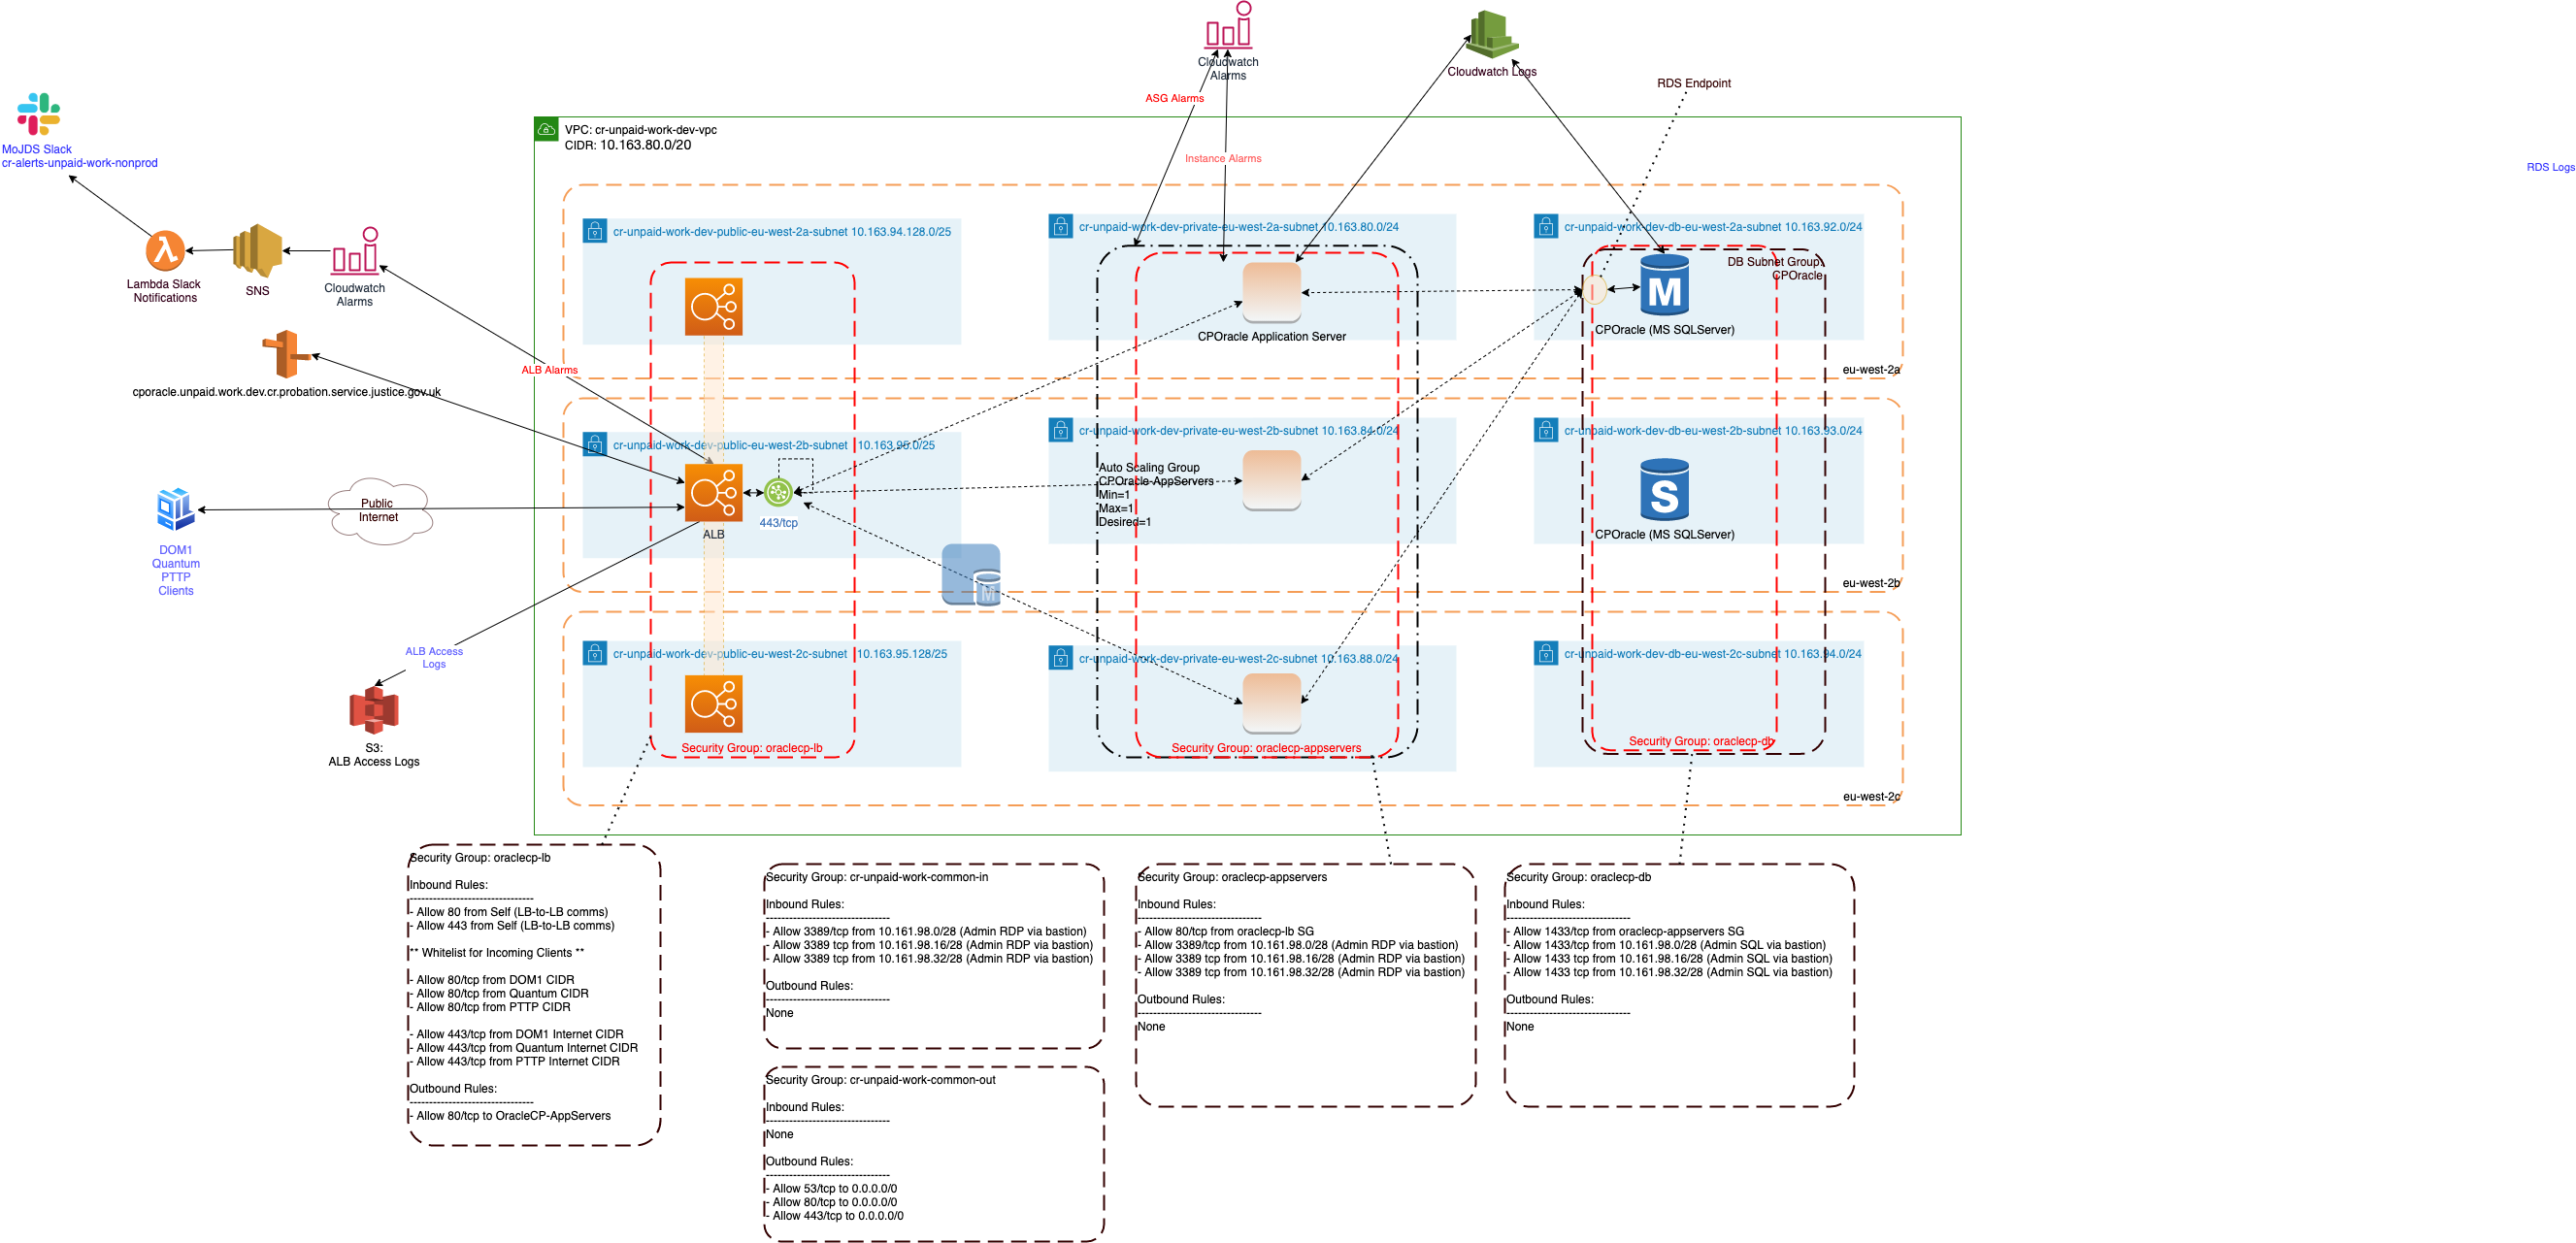 Cloudwatch
Alarms
Cloudwatch Logs
RDS Endpoint
ASG Alarms
Instance Alarms
MoJDS Slack
cr-alerts-unpaid-work-nonprod
RDS Logs
VPC: cr-unpaid-work-dev-vpc
CIDR: 10.163.80.0/20
Lambda Slack
Notifications
SNS
Cloudwatch
Alarms
cr-unpaid-work-dev-public-eu-west-2a-subnet 10.163.94.128.0/25
cr-unpaid-work-dev-private-eu-west-2a-subnet 10.163.80.0/24
cr-unpaid-work-dev-db-eu-west-2a-subnet 10.163.92.0/24
DB Subnet Group:
CPOracle
M
CPOracle Application Server
CPOracle (MS SQLServer)
eu-west-2a
ALB Alarms
cporacle.unpaid.work.dev.cr.probation.service.justice.gov.uk
cr-unpaid-work-dev-public-eu-west-2b-subnet 10.163.95.0/25
cr-unpaid-work-dev-private-eu-west-2b-subnet 10.163.84.0/24
cr-unpaid-work-dev-db-eu-west-2b-subnet 10.163.93.0/24
Auto Scaling Group
CPOracle-AppServers
Min=1
Max=1
Desired=1
S
CPOracle (MS SQLServer)
Public
Internet
443/tcp
ALB
M
DOM1
Quantum
PTTP
Clients
eu-west-2b
ALB Access
Logs
cr-unpaid-work-dev-public-eu-west-2c-subnet 10.163.95.128/25
cr-unpaid-work-dev-private-eu-west-2c-subnet 10.163.88.0/24
cr-unpaid-work-dev-db-eu-west-2c-subnet 10.163.94.0/24
S3:
ALB Access Logs
Security Group: oraclecp-lb
Security Group: oraclecp-appservers
Security Group: oraclecp-db
eu-west-2c
Security Group: oraclecp-lb
Inbound Rules:
--------------------------------
- Allow 80 from Self (LB-to-LB comms)
- Allow 443 from Self (LB-to-LB comms)
** Whitelist for Incoming Clients **
- Allow 80/tcp from DOM1 CIDR
- Allow 80/tcp from Quantum CIDR
- Allow 80/tcp from PTTP CIDR
- Allow 443/tcp from DOM1 Internet CIDR
- Allow 443/tcp from Quantum Internet CIDR
- Allow 443/tcp from PTTP Internet CIDR
Outbound Rules:
--------------------------------
- Allow 80/tcp to OracleCP-AppServers
Security Group: cr-unpaid-work-common-in
Inbound Rules:
--------------------------------
- Allow 3389/tcp from 10.161.98.0/28 (Admin RDP via bastion)
- Allow 3389 tcp from 10.161.98.16/28 (Admin RDP via bastion)
- Allow 3389 tcp from 10.161.98.32/28 (Admin RDP via bastion)
Outbound Rules:
--------------------------------
None
Security Group: cr-unpaid-work-common-out
Inbound Rules:
--------------------------------
None
Outbound Rules:
--------------------------------
- Allow 53/tcp to 0.0.0.0/0
- Allow 80/tcp to 0.0.0.0/0
- Allow 443/tcp to 0.0.0.0/0
Security Group: oraclecp-appservers
Inbound Rules:
--------------------------------
- Allow 80/tcp from oraclecp-lb SG
- Allow 3389/tcp from 10.161.98.0/28 (Admin RDP via bastion)
- Allow 3389 tcp from 10.161.98.16/28 (Admin RDP via bastion)
- Allow 3389 tcp from 10.161.98.32/28 (Admin RDP via bastion)
Outbound Rules:
--------------------------------
None
Security Group: oraclecp-db
Inbound Rules:
--------------------------------
- Allow 1433/tcp from oraclecp-appservers SG
- Allow 1433/tcp from 10.161.98.0/28 (Admin SQL via bastion)
- Allow 1433 tcp from 10.161.98.16/28 (Admin SQL via bastion)
- Allow 1433 tcp from 10.161.98.32/28 (Admin SQL via bastion)
Outbound Rules:
--------------------------------
None